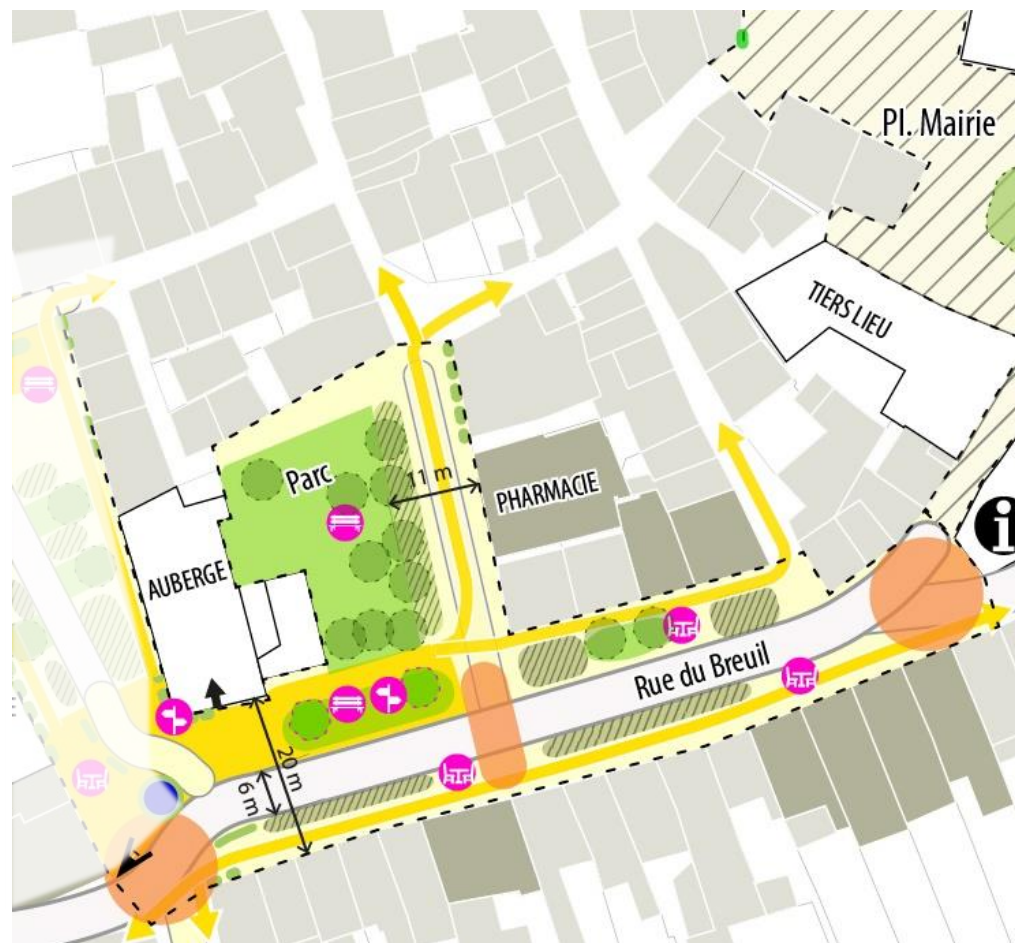 Pl. Mairie
TIERS LIEU
Parc
11 m
PHARMACIE
AUBERGE
i
Rue du Breuil
20 m
6 m